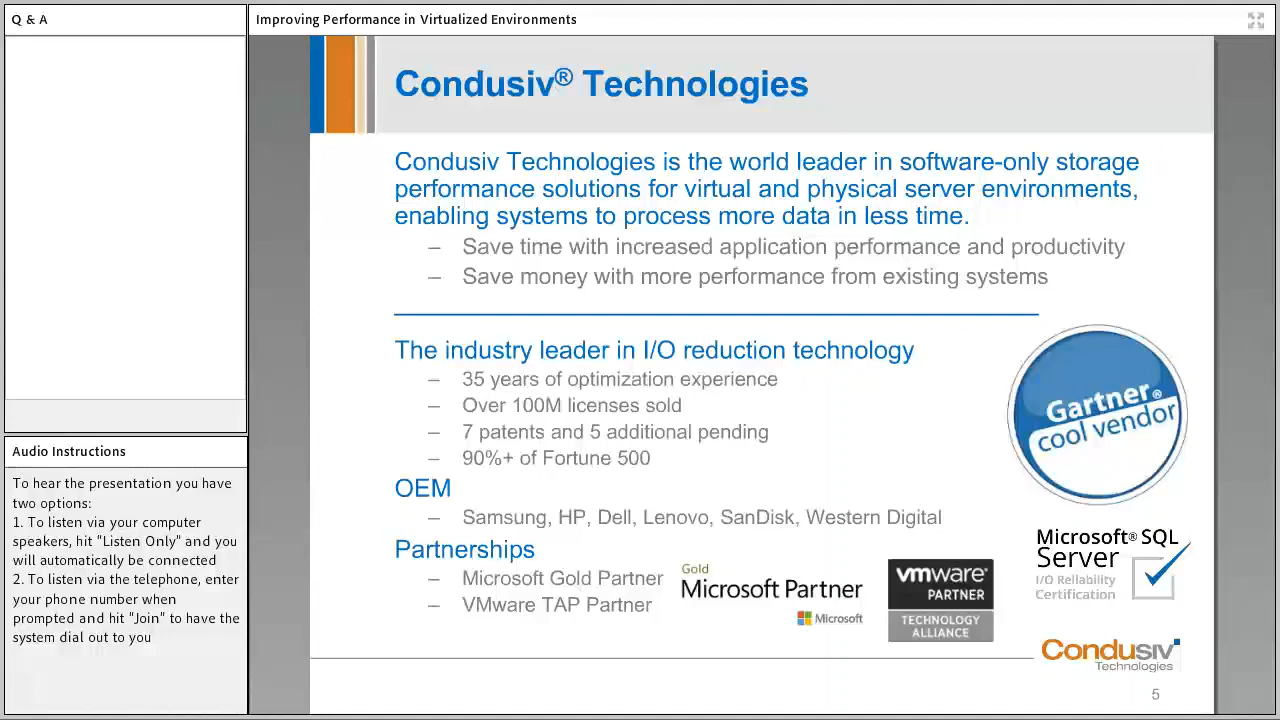 Q & A
Improving Performance in Virtualized Environments
Condusiv® Technologies
Condusiv Technologies is the world leader in software-only storage
performance solutions for virtual and physical server environments,
enabling systems to process more data in less time.
– Save time with increased application performance and productivity
– Save money with more performance from existing systems
The industry leader in I/O reduction technology
– 35 years of optimization experience
– Over 100M licenses sold
– 7 patents and 5 additional pending
– 90%+ of Fortune 500
Gartner®
cool vendor
OEM
– Samsung, HP, Dell, Lenovo, SanDisk, Western Digital
Partnerships
– Microsoft Gold Partner
– VMware TAP Partner
Gold
Microsoft Partner
Microsoft
vmware®
PARTNER
TECHNOLOGY
ALLIANCE
Microsoft® SQL
Server
I/O Reliability
Certification
Condusiv
Technologies
5
Audio Instructions
To hear the presentation you have
two options:
1. To listen via your computer
speakers, hit "Listen Only" and you
will automatically be connected
2. To listen via the telephone, enter
your phone number when
prompted and hit "Join" to have the
system dial out to you